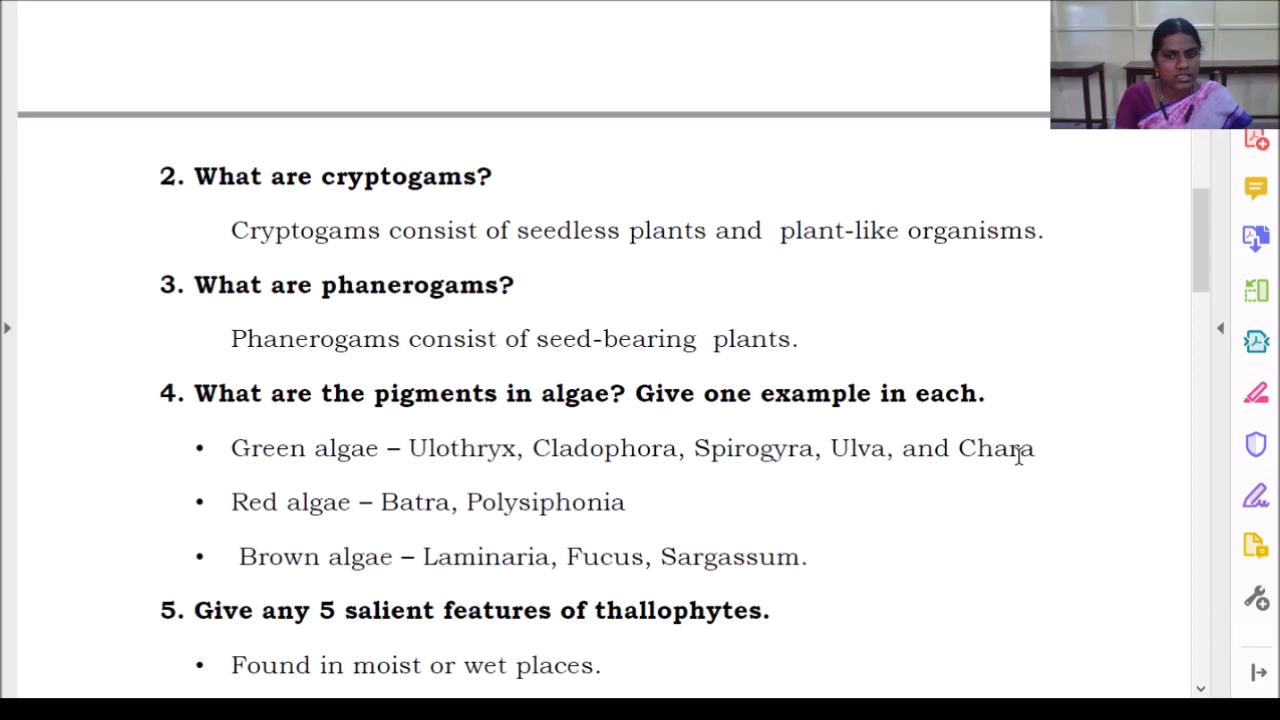 2. What are cryptogams?
Cryptogams consist of seedless plants and plant-like organisms.
3. What are phanerogams?
Phanerogams consist of seed-bearing plants.
4. What are the pigments in algae? Give one example in each.
• Green algae – Ulothryx, Cladophora, Spirogyra, Ulva, and Chara
• Red algae – Batra, Polysiphonia
• Brown algae – Laminaria, Fucus, Sargassum.
5. Give any 5 salient features of thallophytes.
• Found in moist or wet places.